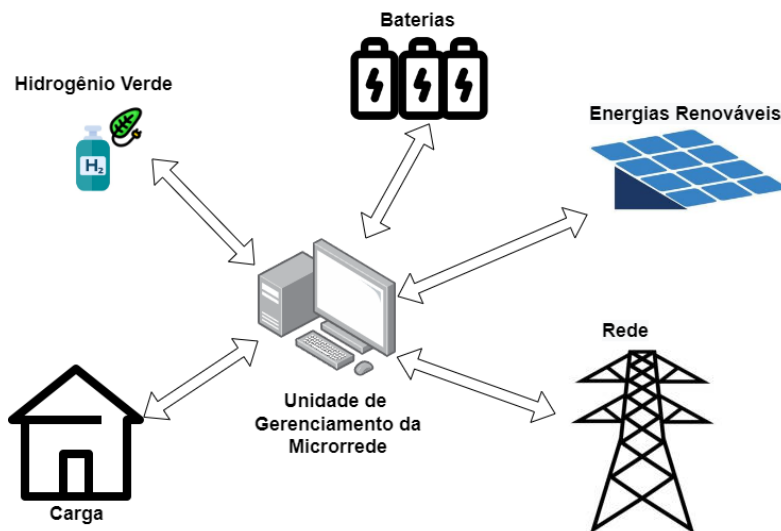 Baterias
Hidrogênio Verde
H₂
Energias Renováveis
Rede
Unidade de
Gerenciamento da
Microrrede
Carga